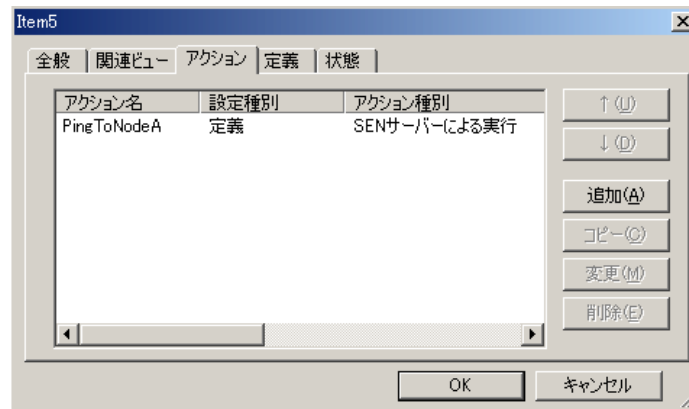 Item5
全般 関連ビュー アクション 定義 状態
アクション名 設定種別 アクション種別
PingToNodeA 定義 SENサーバーによる実行
↑(U)
↓(D)
追加(A)
コピー(C)
変更(M)
削除(E)
OK キャンセル